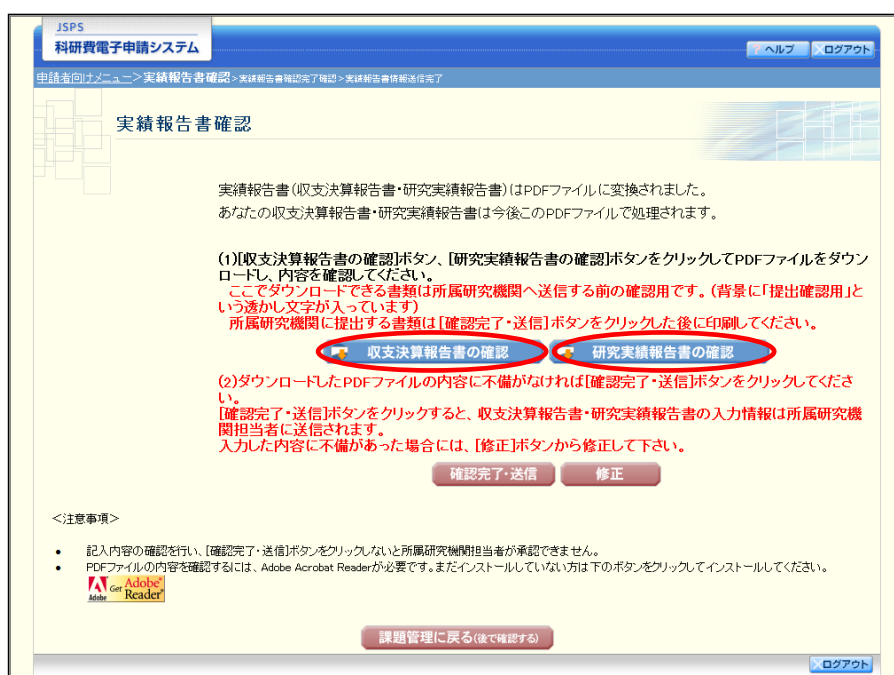 JSPS
科研費電子申請システム
? ヘルプ
ログアウト
申請者向けメニュー>実績報告書確認>実績報告書確認完了確認>実績報告書情報送信完了
実績報告書確認
実績報告書(収支決算報告書・研究実績報告書)はPDFファイルに変換されました。
あなたの収支決算報告書・研究実績報告書は今後このPDFファイルで処理されます。
(1)[収支決算報告書の確認]ボタン、[研究実績報告書の確認]ボタンをクリックしてPDFファイルをダウン
ロードし、内容を確認してください。
ここでダウンロードできる書類は所属研究機関へ送信する前の確認用です。(背景に「提出確認用」と
いう透かし文字が入っています)
所属研究機関に提出する書類は[確認完了・送信]ボタンをクリックした後に印刷してください。
収支決算報告書の確認
研究実績報告書の確認
(2)ダウンロードしたPDFファイルの内容に不備がなければ[確認完了・送信]ボタンをクリックしてくださ
い。
[確認完了・送信]ボタンをクリックすると、収支決算報告書・研究実績報告書の入力情報は所属研究機
関担当者に送信されます。
入力した内容に不備があった場合には、[修正]ボタンから修正して下さい。
確認完了・送信
修正
<注意事項>
● 記入内容の確認を行い、[確認完了・送信]ボタンをクリックしないと所属研究機関担当者が承認できません。
● PDFファイルの内容を確認するには、Adobe Acrobat Readerが必要です。まだインストールしていない方は下のボタンをクリックしてインストールしてください。
Adobe
Get Adobe® Reader®
課題管理に戻る(後で確認する)
ログアウト